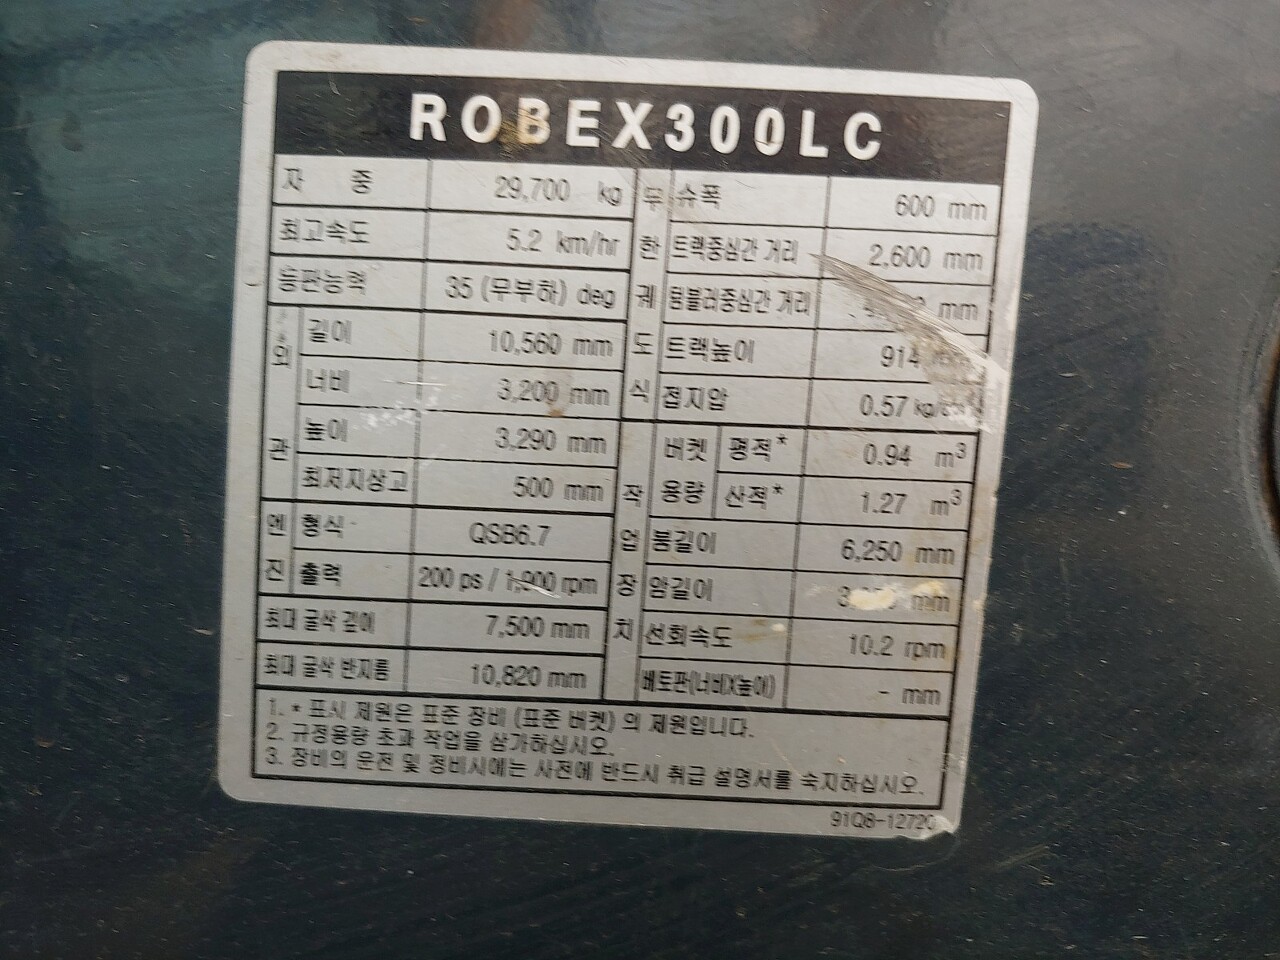 ROBEX300LC
자 중 29,700 kg
최고속도 5.2 km/hr
등판능력 35 (무부하) deg
외관
길이 10,560 mm
너비 3,200 mm
높이 3,290 mm
최저지상고 500 mm
엔진
형식 QSB6.7
출력 200 ps / 1,900 rpm
최대 굴삭 깊이 7,500 mm
최대 굴삭 반지름 10,820 mm
무한궤도식
슈폭 600 mm
트랙중심간 거리 2,600 mm
텀블러중심간 거리 mm
트랙높이 914
접지압 0.57
작업장치
버켓용량 평적* 0.94 m³
산적* 1.27 m³
붐길이 6,250 mm
암길이 mm
선회속도 10.2 rpm
베토판(너비X높이) - mm
1. * 표시 제원은 표준 장비 (표준 버켓) 의 제원입니다.
2. 규정용량 초과 작업을 삼가하십시오.
3. 장비의 운전 및 정비시에는 사전에 반드시 취급 설명서를 숙지하십시오.
91Q8-12720